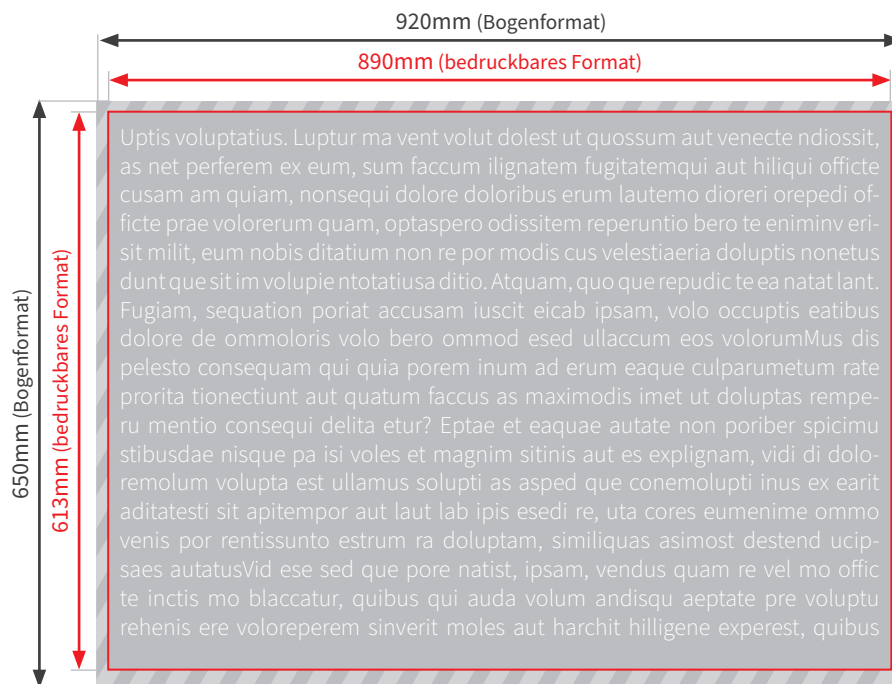 920mm (Bogenformat)
890mm (bedruckbares Format)
650mm (Bogenformat)
613mm (bedruckbares Format)
Uptis voluptatius. Luptur ma vent volut dolest ut quossum aut venecte ndiossit,
as net perferem ex eum, sum faccum ilignatem fugitatemqui aut hiliqui officte
cusam am quiam, nonsequi dolore doloribus erum lautemo dioreri orepedi of-
ficte prae volorerum quam, optaspero odissitem reperuntio bero te eniminv eri-
sit milit, eum nobis ditatium non re pormodis cus velestiaeria doluptis nonetus
dunt que sit im volupie ntotatiusa ditio. Atquam, quo que repudic te ea natat lant.
Fugiam, sequation poriat accusam iuscit eicab ipsam, volo occuptis eatibus
dolore de ommoloris volo bero ommod esed ullaccum eos volorumMus dis
pelesto consequam qui quia porem inum ad erum eaque culparumetum rate
prorita tionectiunt aut quatum faccus as maximodis imet ut doluptas rempe-
ru mentio consequi delita etur? Eptae et eaquae autate non poriber spicimu
stibusdae nisque pa isi voles et magnim sitinis aut es explignam, vidi di dolo-
remolum volupta est ullamus solupti as asped que conemolupti inus ex earit
aditatesti sit apitempor aut laut lab ipis esedi re, uta cores eumenime ommo
venis por rentissunto estrum ra doluptam, similiquas asimost destend ucip-
saes autatusVid ese sed que pore natist, ipsam, vendus quam re vel mo offic
te inctis mo blaccatur, quibus qui auda volum andisqu aeptate pre voluptu
rehenis ere voloreperem sinverit moles aut harchit hilligene experest, quibus